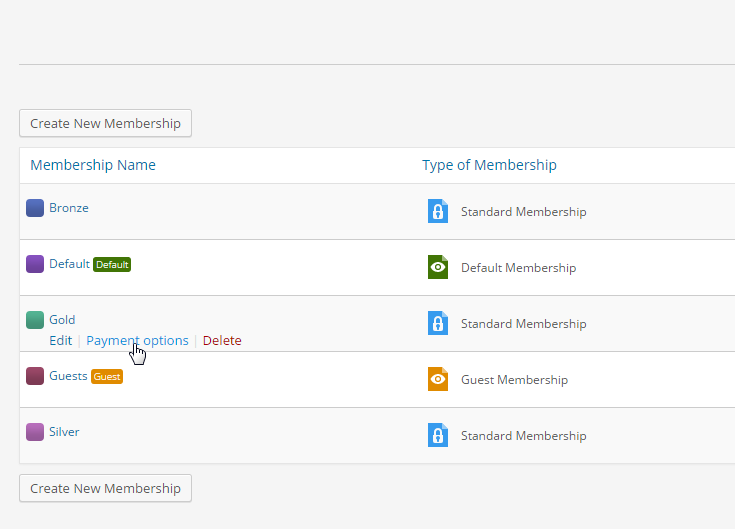 Create New Membership
Membership Name Type of Membership
Bronze Standard Membership
Default Default Default Membership
Gold Standard Membership
Edit | Payment options | Delete
Guests Guest Guest Membership
Silver Standard Membership
Create New Membership